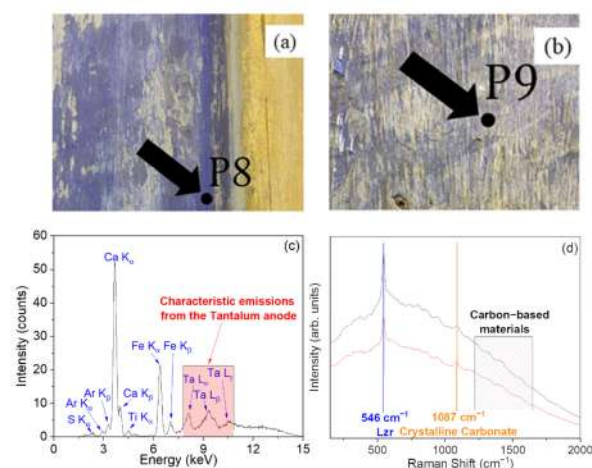 (a)
P8
(b)
P9
(c)
60
50
40
30
20
10
0
Intensity (counts)
Ca Kα
Characteristic emissions
from the Tantalum anode
Fe Kα
Fe Kβ
Ar Kβ
Ar Kα
S Kα
Ca Kβ
Ti Kα
Ta Lα
Ta Lβ
Ta Lγ
0 3 6 9 12 15
Energy (keV)
(d)
Intensity (arb. units)
Carbon-based
materials
546 cm⁻¹
Lzr
1087 cm⁻¹
Crystalline Carbonate
500 1000 1500 2000
Raman Shift (cm⁻¹)